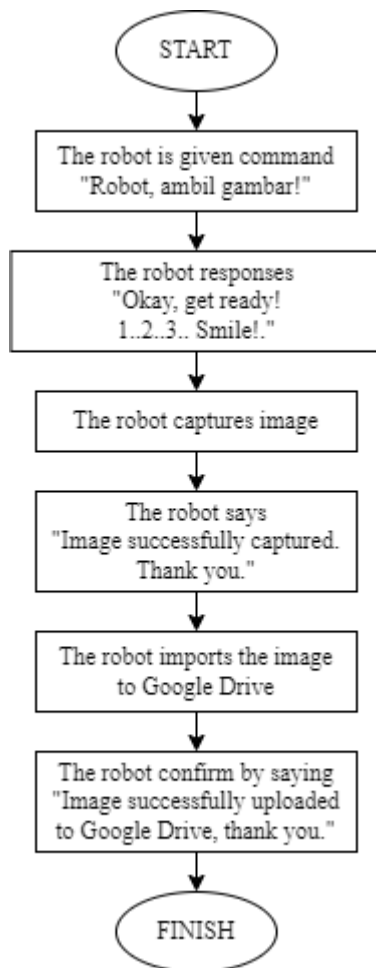 START
The robot is given command
"Robot, ambil gambar!"
The robot responses
"Okay, get ready!
1..2..3.. Smile!."
The robot captures image
The robot says
"Image successfully captured.
Thank you."
The robot imports the image
to Google Drive
The robot confirm by saying
"Image successfully uploaded
to Google Drive, thank you."
FINISH